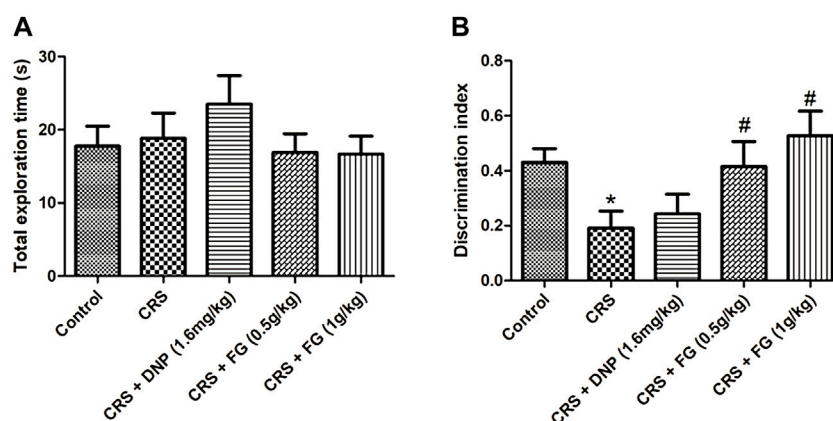 A
Total exploration time (s)
30
20
10
0
Control
CRS
CRS + DNP (1.6mg/kg)
CRS + FG (0.5g/kg)
CRS + FG (1g/kg)
B
Discrimination index
0.8
0.6
0.4
0.2
0.0
*
#
#
Control
CRS
CRS + DNP (1.6mg/kg)
CRS + FG (0.5g/kg)
CRS + FG (1g/kg)